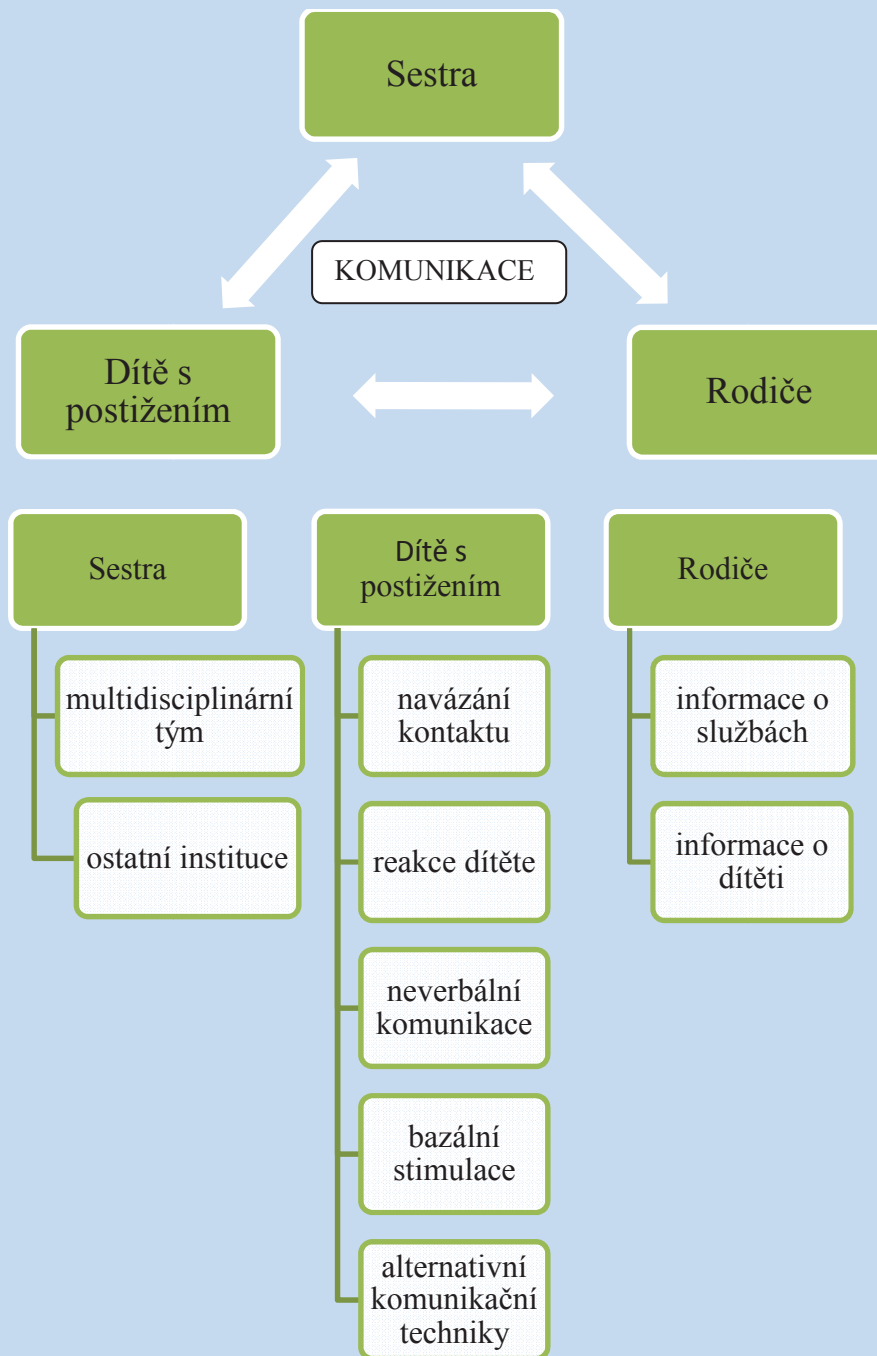 Sestra
KOMUNIKACE
Dítě s
postižením
Rodiče
Sestra
multidisciplinární
tým
ostatní instituce
Dítě s
postižením
navázání
kontaktu
reakce dítěte
neverbální
komunikace
bazální
stimulace
alternativní
komunikační
techniky
Rodiče
informace o
službách
informace o
dítěti